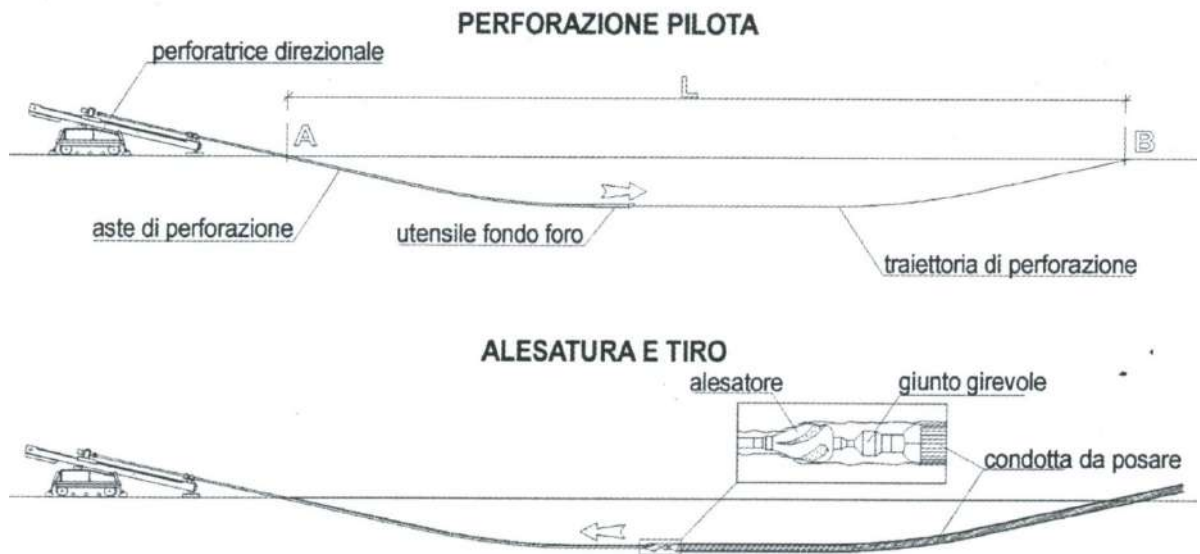 PERFORAZIONE PILOTA
perforatrice direzionale
L
A
B
aste di perforazione
utensile fondo foro
traiettoria di perforazione
ALESATURA E TIRO
alesatore
giunto girevole
condotta da posare